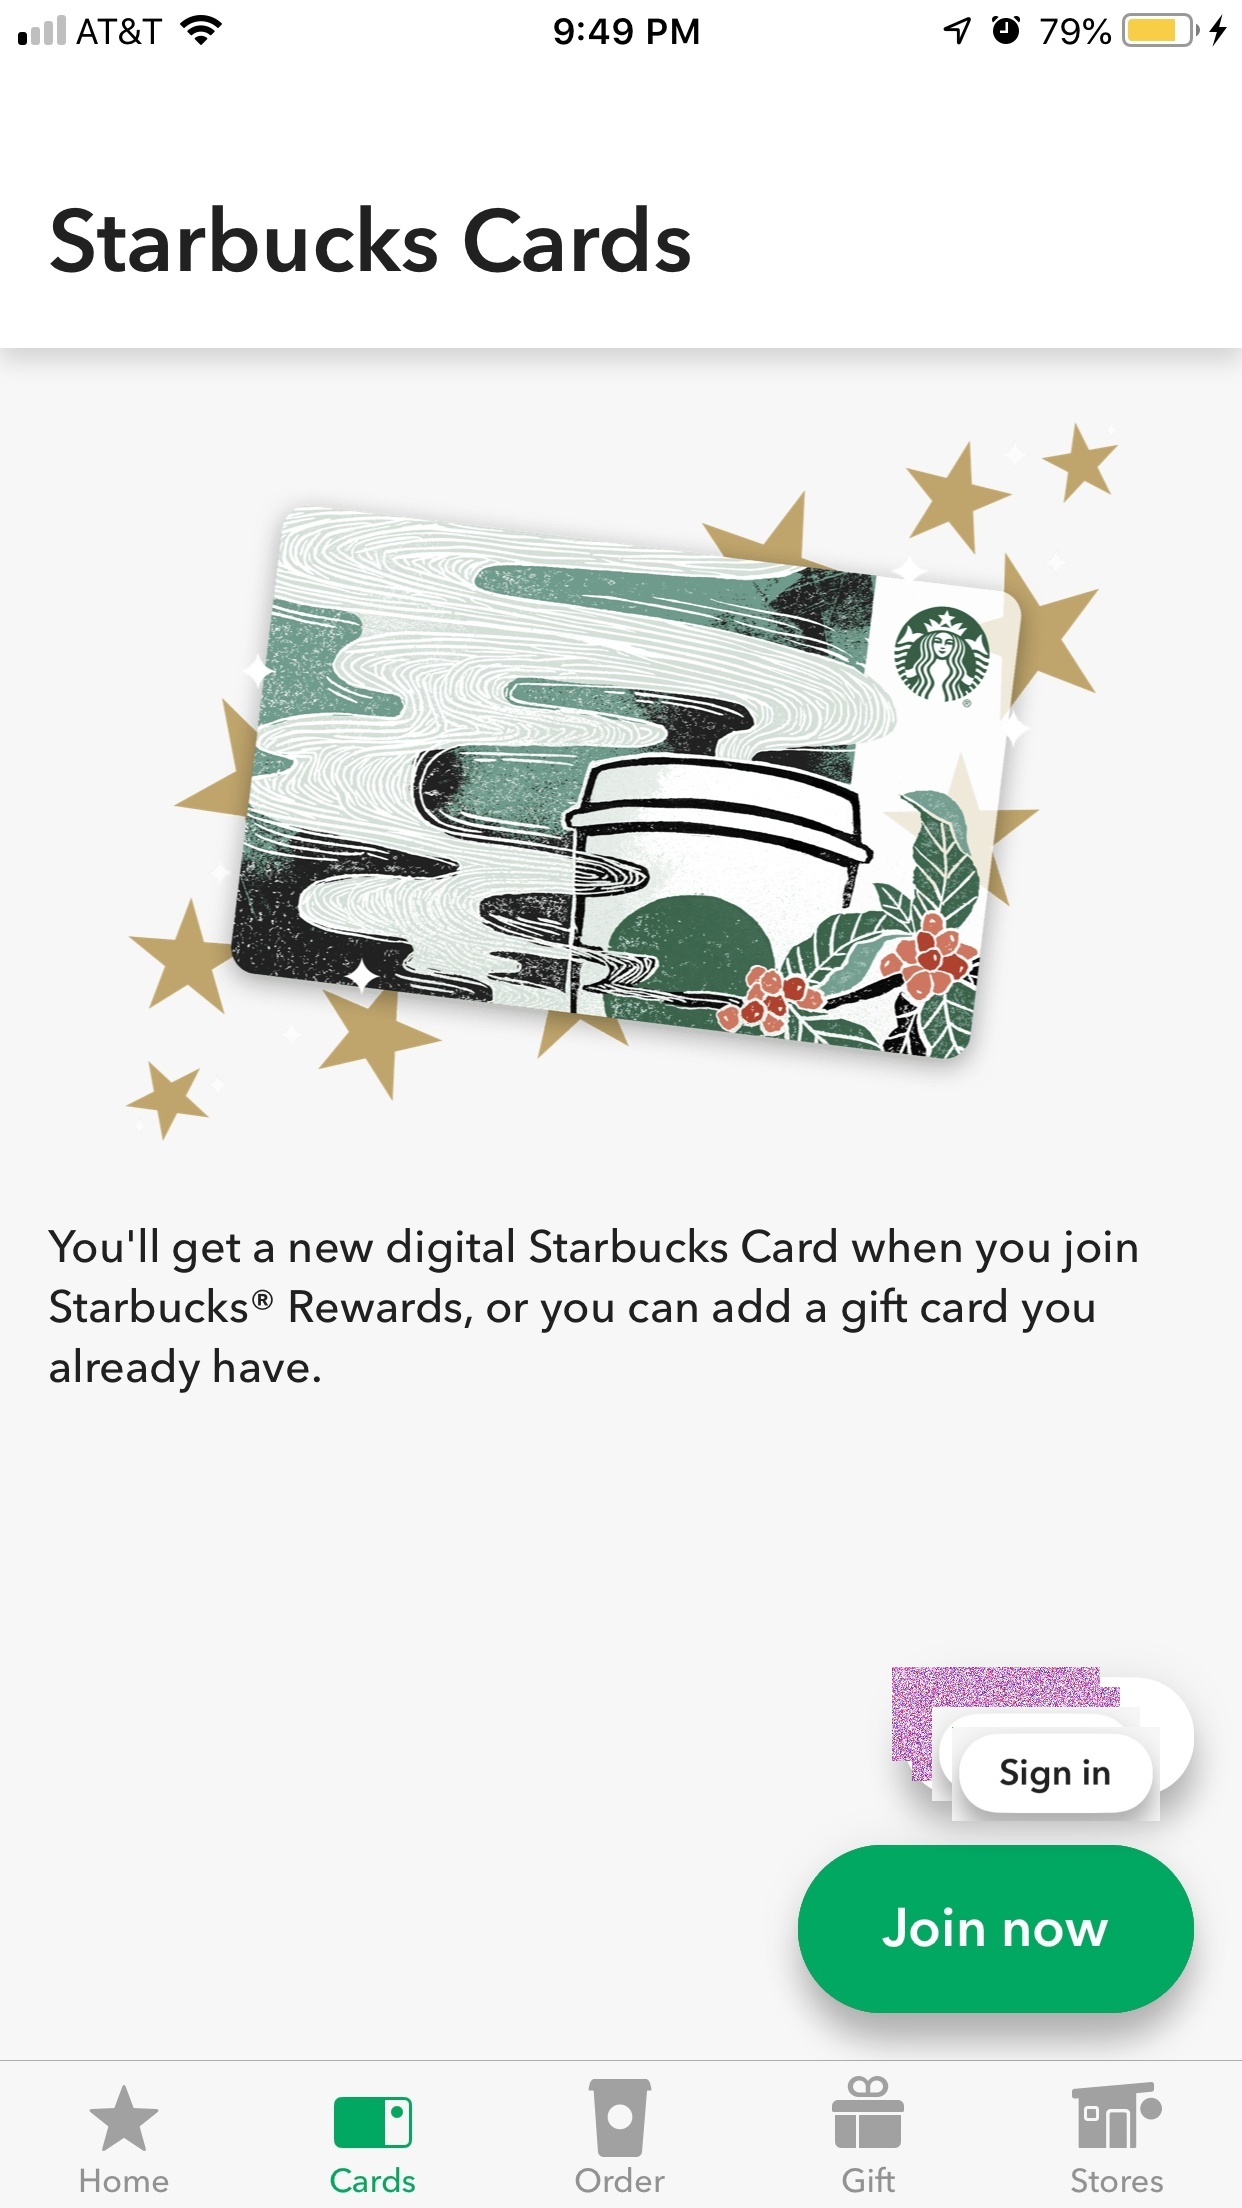 AT&T 9:49 PM 79%
Starbucks Cards
You'll get a new digital Starbucks Card when you join
Starbucks® Rewards, or you can add a gift card you
already have.
Sign in
Join now
Home Cards Order Gift Stores